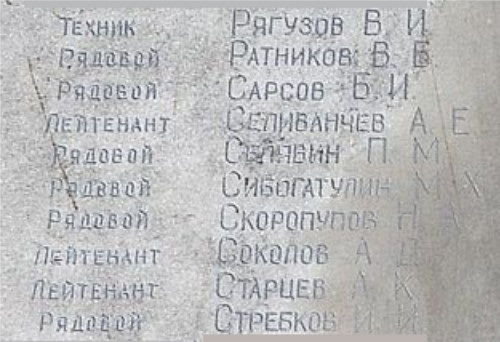 Техник Рягузов В. И
Рядовой Ратников В. Б
Рядовой Сарсов Б. И.
Лейтенант Селиванчев А Е
Рядовой Селявин П М
Рядовой Сибогатулин М Х
Рядовой Скоропупов Н А
Лейтенант Соколов А
Лейтенант Старцев А К
Рядовой Стребков И И